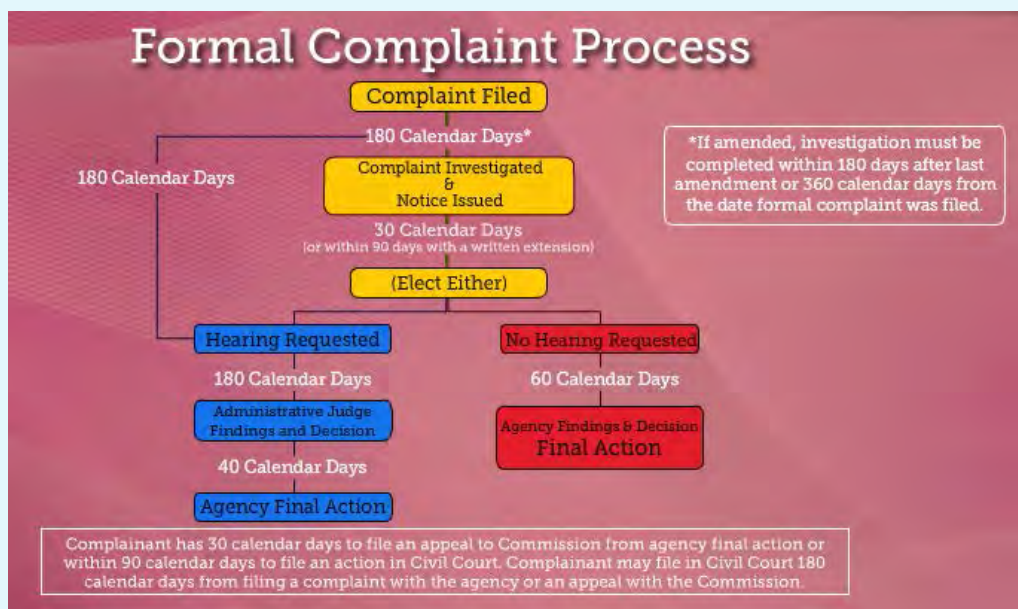 Formal Complaint Process
Complaint Filed
180 Calendar Days*
180 Calendar Days
Complaint Investigated
&
Notice Issued
*If amended, investigation must be
completed within 180 days after last
amendment or 360 calendar days from
the date formal complaint was filed.
30 Calendar Days
(or within 90 days with a written extension)
(Elect Either)
Hearing Requested
No Hearing Requested
180 Calendar Days
60 Calendar Days
Administrative Judge
Findings and Decision
Agency Findings & Decision
Final Action
40 Calendar Days
Agency Final Action
Complainant has 30 calendar days to file an appeal to Commission from agency final action or
within 90 calendar days to file an action in Civil Court. Complainant may file in Civil Court 180
calendar days from filing a complaint with the agency or an appeal with the Commission.